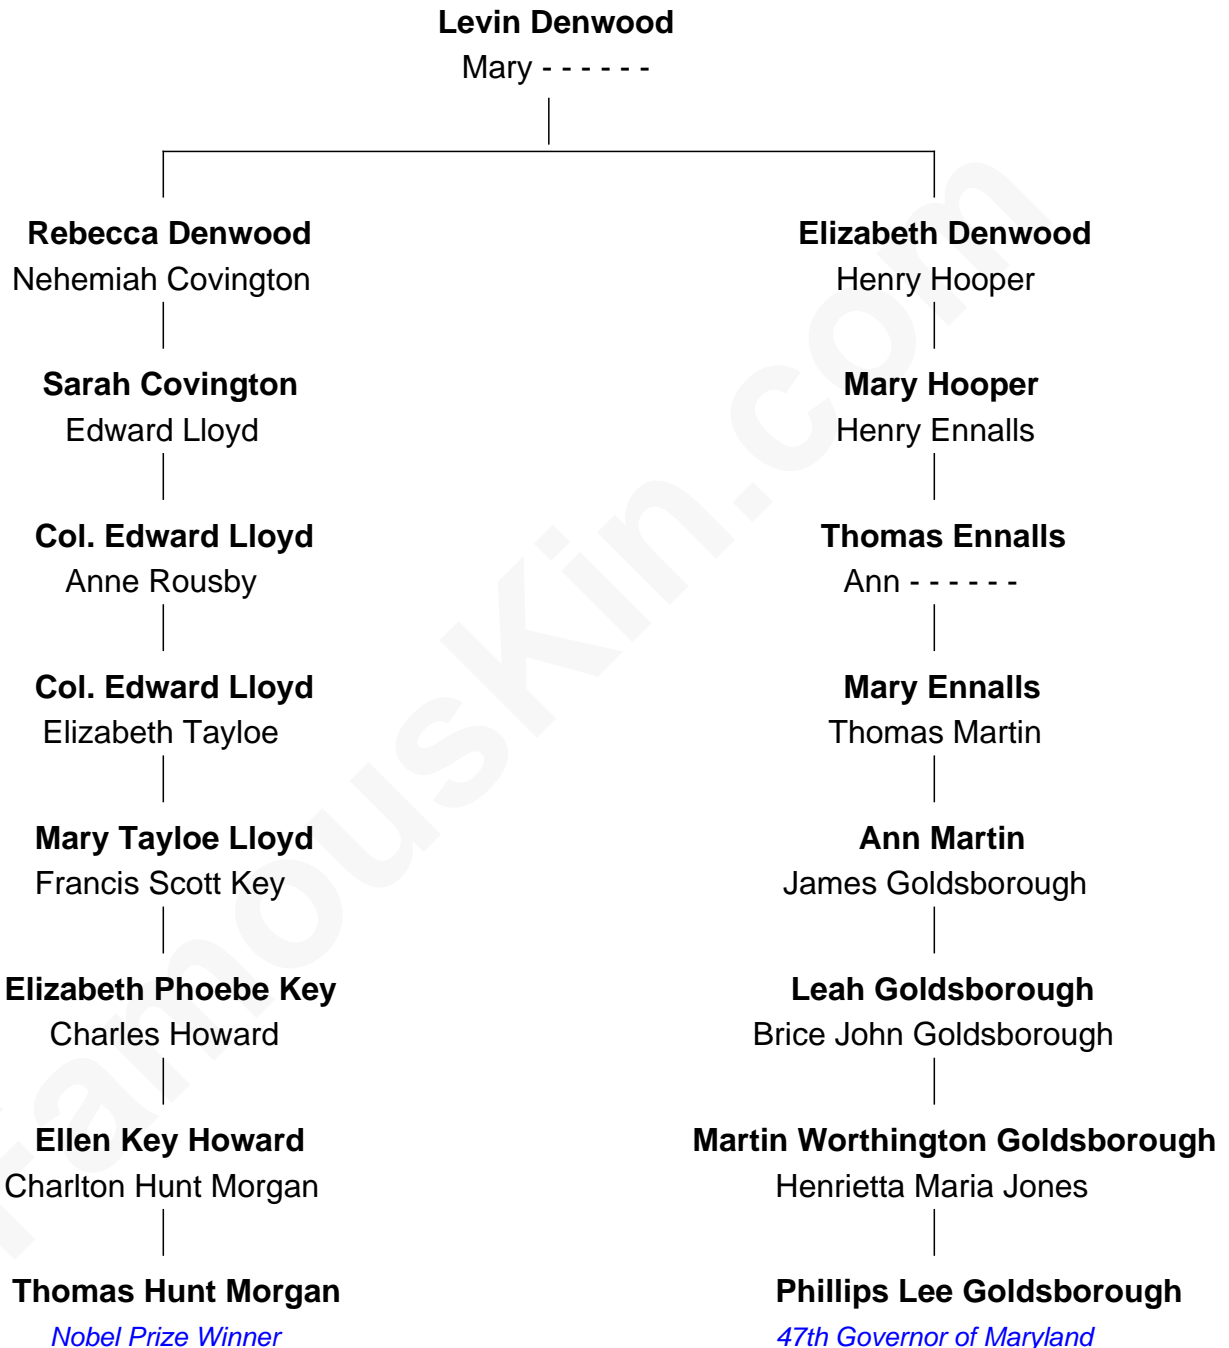 Levin Denwood
Mary - - - - - -
Rebecca Denwood
Nehemiah Covington
Elizabeth Denwood
Henry Hooper
Sarah Covington
Edward Lloyd
Mary Hooper
Henry Ennalls
Col. Edward Lloyd
Anne Rousby
Thomas Ennalls
Ann - - - - - -
Col. Edward Lloyd
Elizabeth Tayloe
Mary Ennalls
Thomas Martin
Mary Tayloe Lloyd
Francis Scott Key
Ann Martin
James Goldsborough
Elizabeth Phoebe Key
Charles Howard
Leah Goldsborough
Brice John Goldsborough
Ellen Key Howard
Charlton Hunt Morgan
Martin Worthington Goldsborough
Henrietta Maria Jones
Thomas Hunt Morgan
Nobel Prize Winner
Phillips Lee Goldsborough
47th Governor of Maryland
FamousKin.com